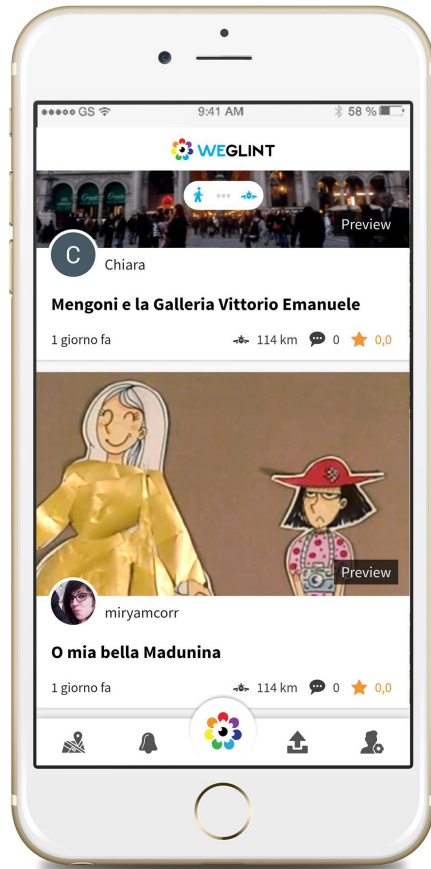 GS 9:41 AM 58 %
WEGLINT
Preview
C
Chiara
Mengoni e la Galleria Vittorio Emanuele
1 giorno fa 114 km 0 0,0
Preview
miryamcorr
O mia bella Madunina
1 giorno fa 114 km 0 0,0